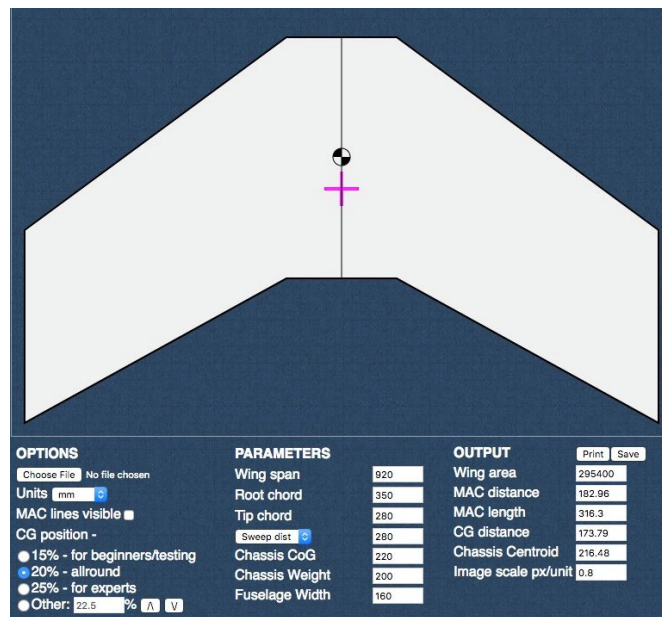 OPTIONS
Choose File No file chosen
Units mm
MAC lines visible
CG position -
15% - for beginners/testing
20% - allround
25% - for experts
Other: 22.5 % /\ \/
PARAMETERS
Wing span 920
Root chord 350
Tip chord 280
Sweep dist 280
Chassis CoG 220
Chassis Weight 200
Fuselage Width 160
OUTPUT Print Save
Wing area 295400
MAC distance 182.96
MAC length 316.3
CG distance 173.79
Chassis Centroid 216.48
Image scale px/unit 0.8